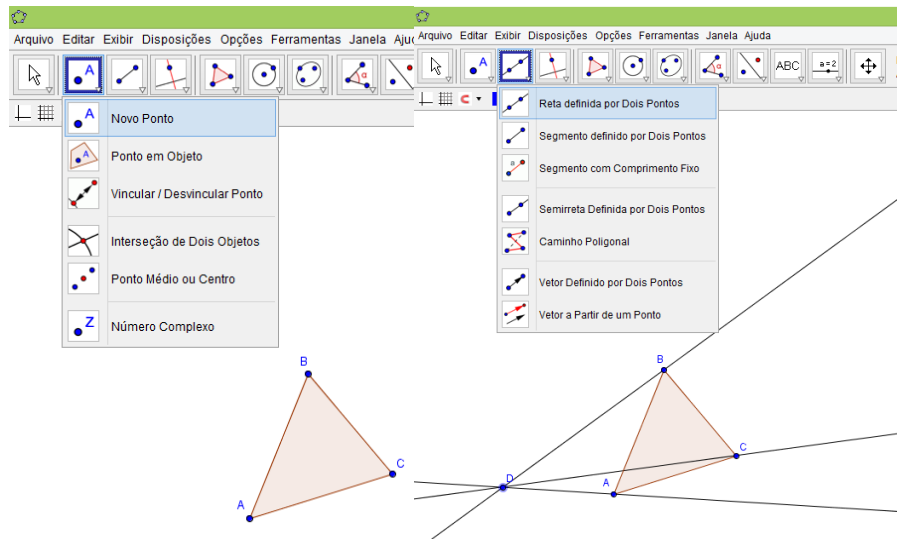 Arquivo Editar Exibir Disposições Opções Ferramentas Janela
A
α
A
Novo Ponto
A
Ponto em Objeto
Vincular / Desvincular Ponto
Interseção de Dois Objetos
Ponto Médio ou Centro
Z
Número Complexo
B
C
A
Arquivo Editar Exibir Disposições Opções Ferramentas Janela Ajuda
A
α
ABC
a=2
Reta definida por Dois Pontos
Segmento definido por Dois Pontos
a
Segmento com Comprimento Fixo
Semirreta Definida por Dois Pontos
Caminho Poligonal
Vetor Definido por Dois Pontos
Vetor a Partir de um Ponto
B
C
D
A